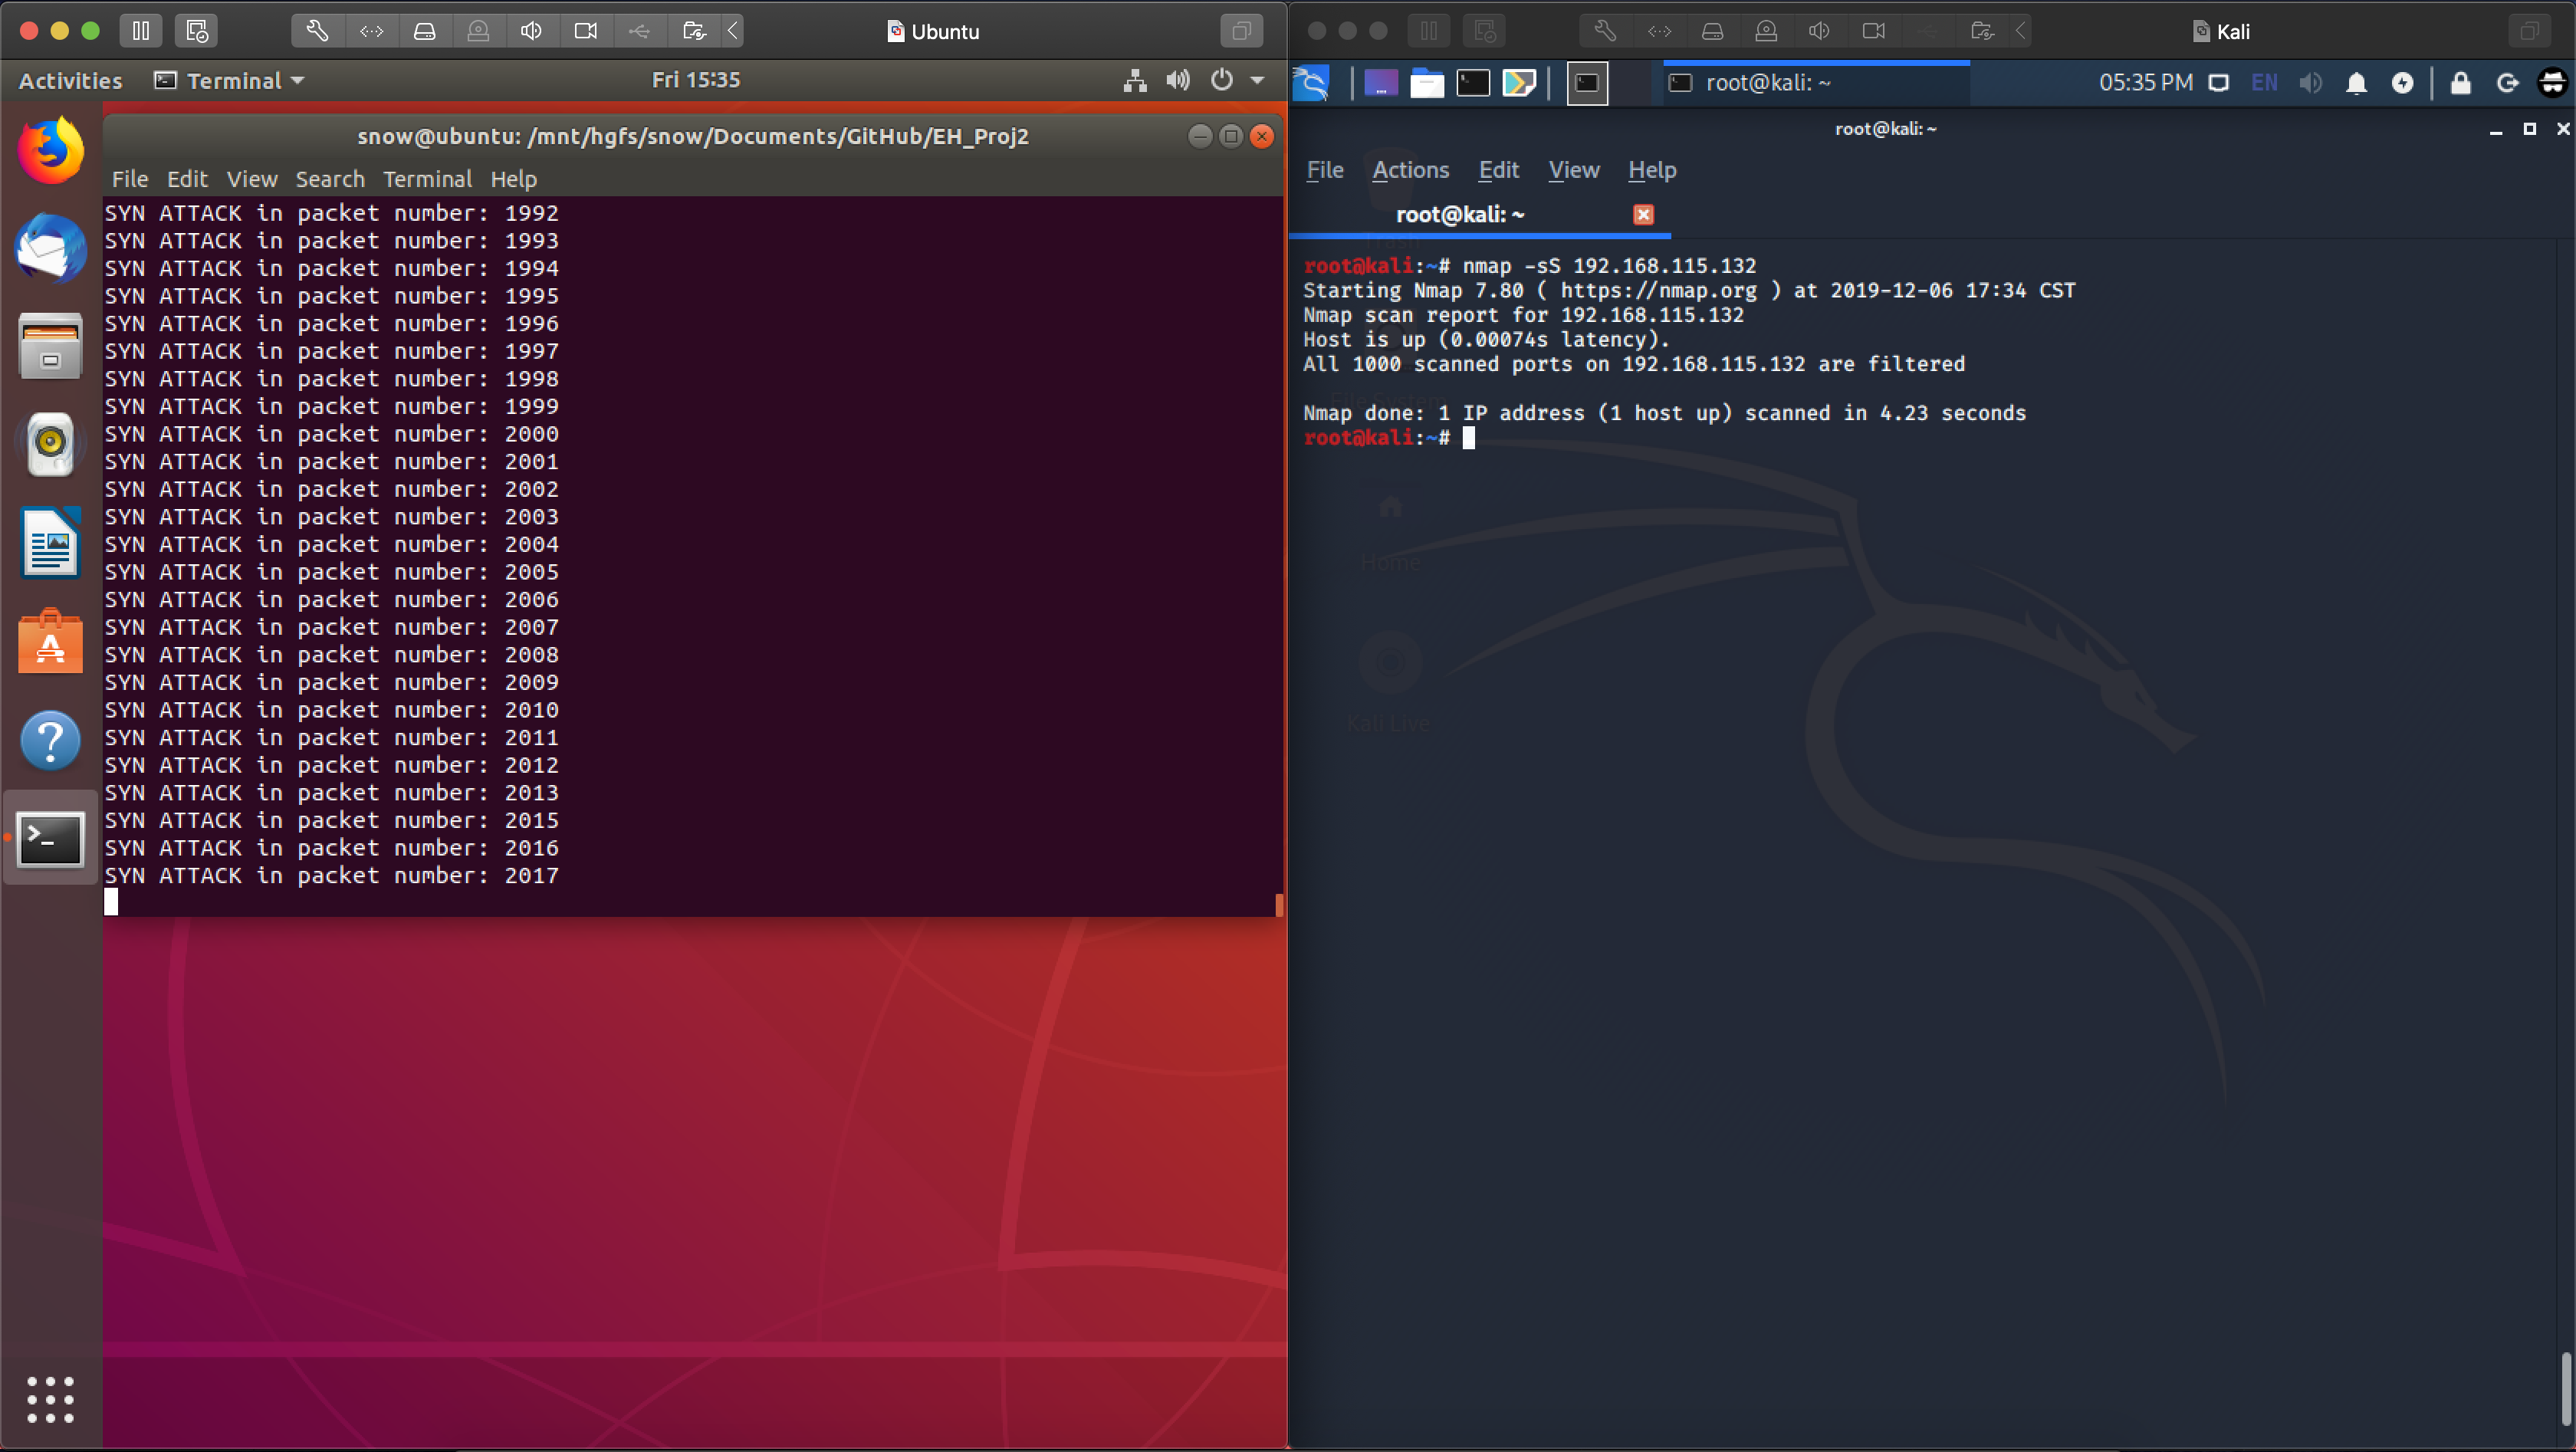 Ubuntu
Activities
Terminal
Fri 15:35
snow@ubuntu: /mnt/hgfs/snow/Documents/GitHub/EH_Proj2
File Edit View Search Terminal Help
SYN ATTACK in packet number: 1992
SYN ATTACK in packet number: 1993
SYN ATTACK in packet number: 1994
SYN ATTACK in packet number: 1995
SYN ATTACK in packet number: 1996
SYN ATTACK in packet number: 1997
SYN ATTACK in packet number: 1998
SYN ATTACK in packet number: 1999
SYN ATTACK in packet number: 2000
SYN ATTACK in packet number: 2001
SYN ATTACK in packet number: 2002
SYN ATTACK in packet number: 2003
SYN ATTACK in packet number: 2004
SYN ATTACK in packet number: 2005
SYN ATTACK in packet number: 2006
SYN ATTACK in packet number: 2007
SYN ATTACK in packet number: 2008
SYN ATTACK in packet number: 2009
SYN ATTACK in packet number: 2010
SYN ATTACK in packet number: 2011
SYN ATTACK in packet number: 2012
SYN ATTACK in packet number: 2013
SYN ATTACK in packet number: 2015
SYN ATTACK in packet number: 2016
SYN ATTACK in packet number: 2017
Kali
root@kali: ~
05:35 PM
EN
root@kali: ~
File Actions Edit View Help
root@kali: ~
Trash
root@kali:~# nmap -sS 192.168.115.132
Starting Nmap 7.80 ( https://nmap.org ) at 2019-12-06 17:34 CST
Nmap scan report for 192.168.115.132
Host is up (0.00074s latency).
All 1000 scanned ports on 192.168.115.132 are filtered
File System
Nmap done: 1 IP address (1 host up) scanned in 4.23 seconds
root@kali:~#
Home
Kali Live